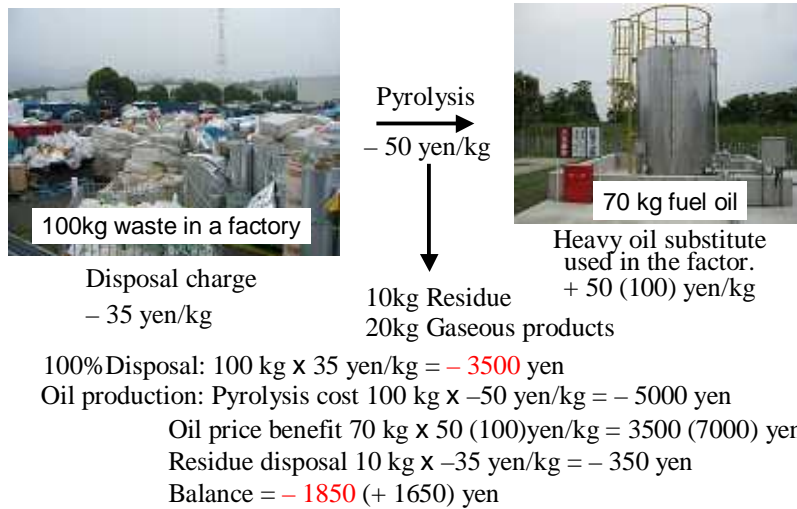 Pyrolysis
– 50 yen/kg
100kg waste in a factory
70 kg fuel oil
Disposal charge
– 35 yen/kg
Heavy oil substitute
used in the factor.
+ 50 (100) yen/kg
10kg Residue
20kg Gaseous products
100%Disposal: 100 kg x 35 yen/kg = – 3500 yen
Oil production: Pyrolysis cost 100 kg x –50 yen/kg = – 5000 yen
Oil price benefit 70 kg x 50 (100)yen/kg = 3500 (7000) yen
Residue disposal 10 kg x –35 yen/kg = – 350 yen
Balance = – 1850 (+ 1650) yen